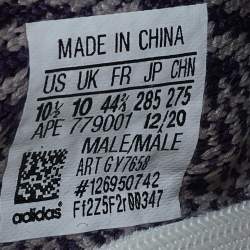 MADE IN CHINA
US UK FR JP CHN
10½ 10 44⅔ 285 275
APE 779001 12/20
MALE/MÂLE
ART GY7658
#126950742
adidas F12Z5F2r00347